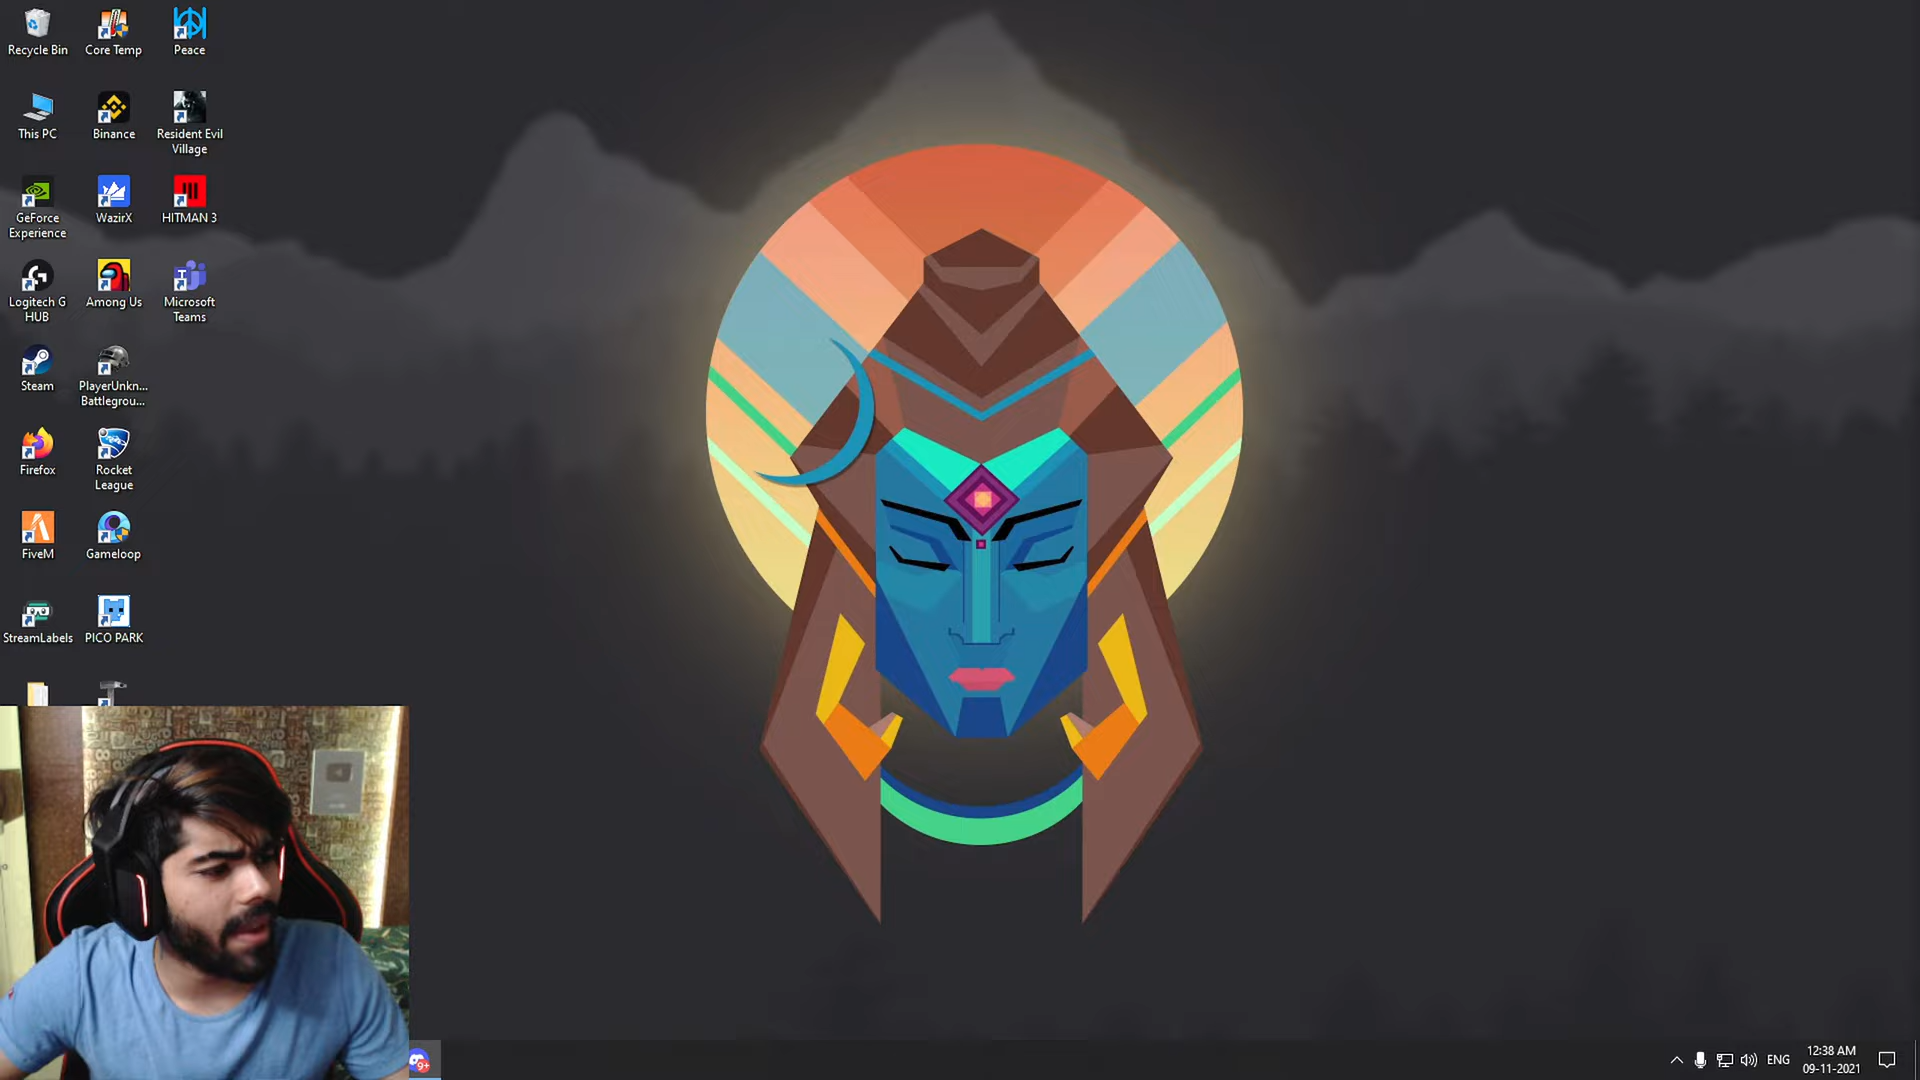 Recycle Bin
Core Temp
Peace
This PC
Binance
Resident Evil
Village
GeForce
Experience
WazirX
HITMAN 3
Logitech G
HUB
Among Us
Microsoft
Teams
Steam
PlayerUnkn...
Battlegrou...
Firefox
Rocket
League
FiveM
Gameloop
StreamLabels
PICO PARK
9+
ENG
12:38 AM
09-11-2021